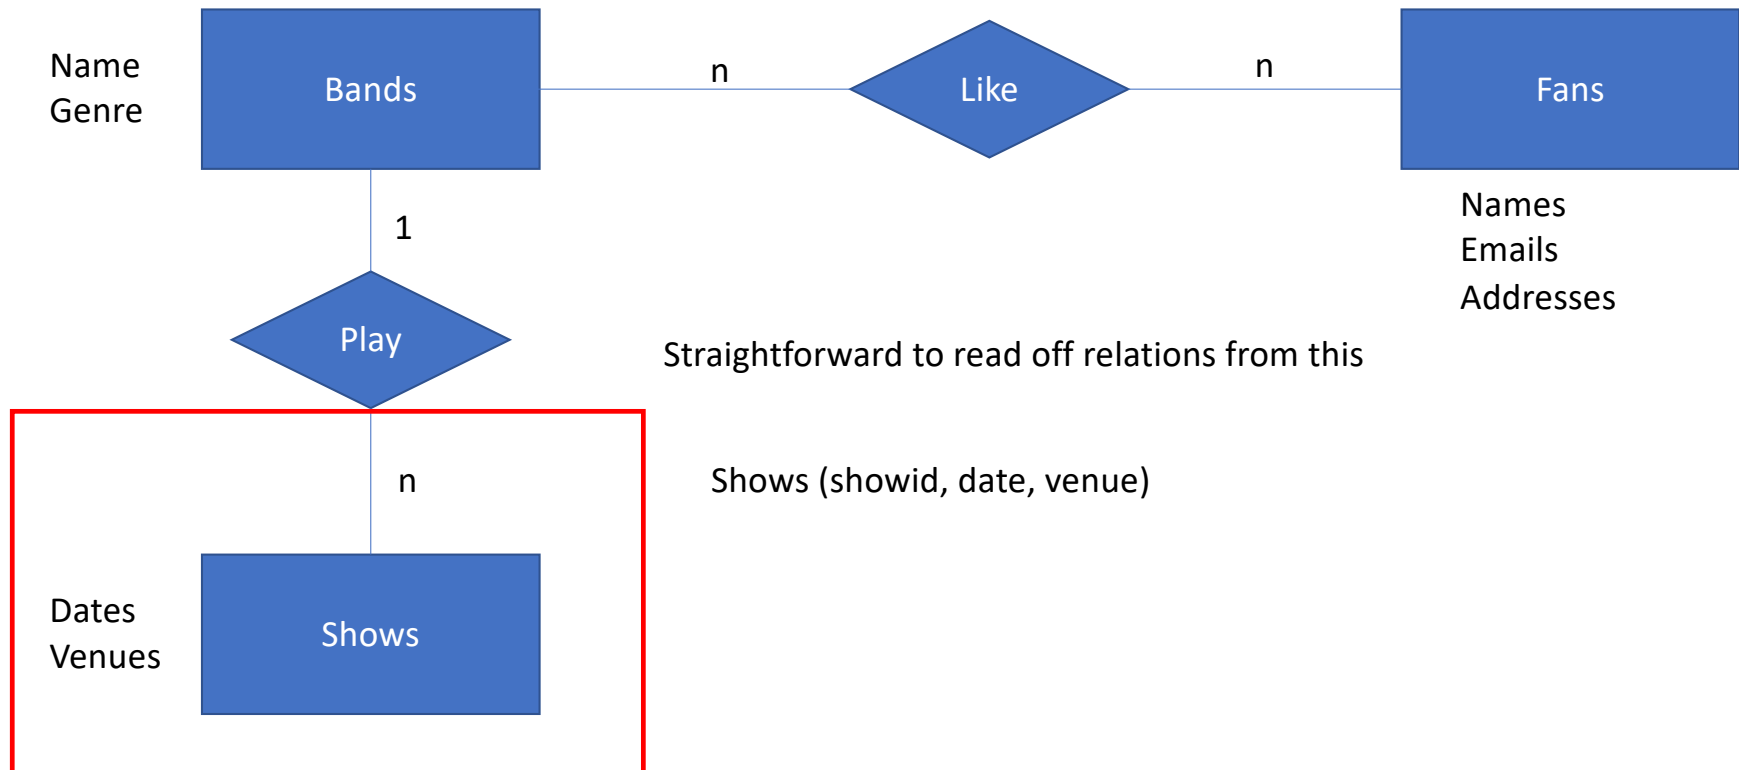 Name
Genre
Bands
n
Like
n
Fans
Names
Emails
Addresses
1
Play
Straightforward to read off relations from this
n
Shows (showid, date, venue)
Dates
Venues
Shows